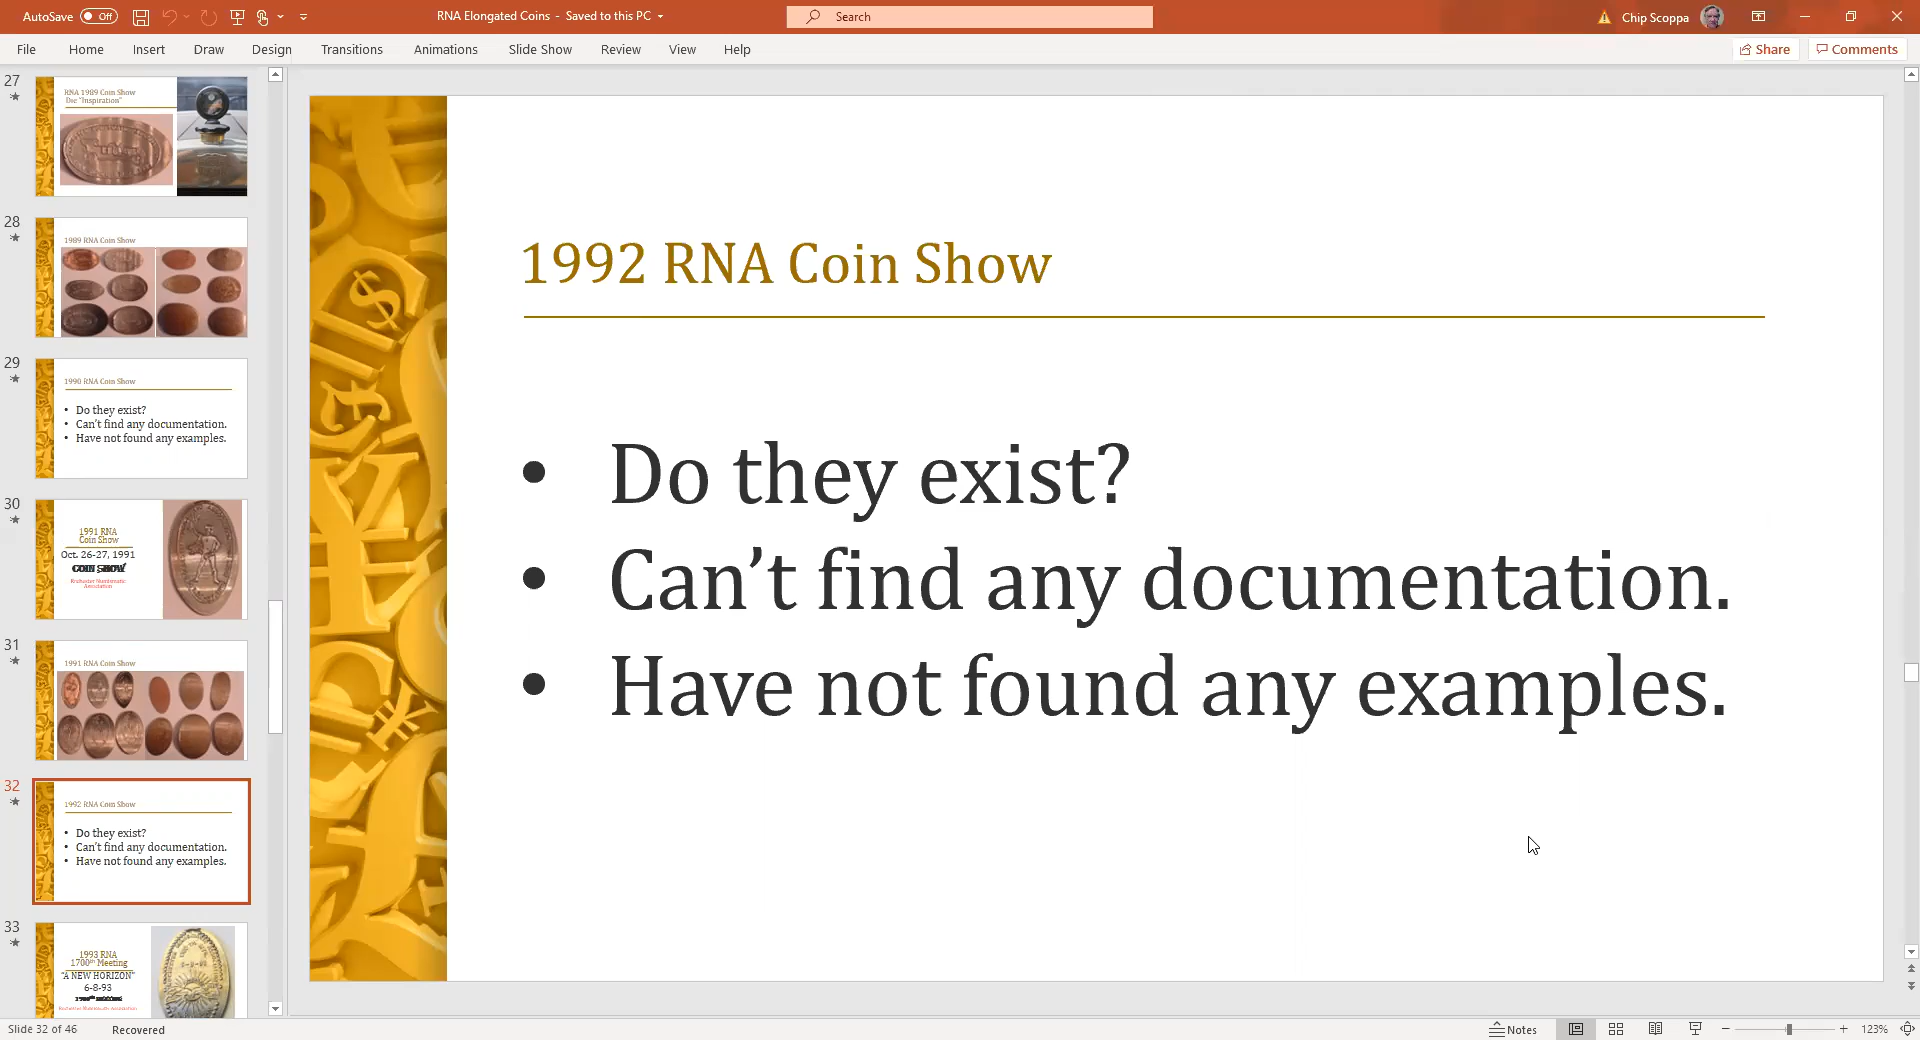 AutoSave Off
RNA Elongated Coins - Saved to this PC
Search
Chip Scoppa
File Home Insert Draw Design Transitions Animations Slide Show Review View Help
Share Comments
27
RNA 1989 Coin Show
Die "Inspiration"
28
1989 RNA Coin Show
29
1990 RNA Coin Show
• Do they exist?
• Can't find any documentation.
• Have not found any examples.
30
1991 RNA
Coin Show
Oct. 26-27, 1991
COIN SHOW
Rochester Numismatic
Association
31
1991 RNA Coin Show
32
1992 RNA Coin Show
• Do they exist?
• Can't find any documentation.
• Have not found any examples.
33
1993 RNA
1700th Meeting
"A NEW HORIZON"
6-8-93
Rochester Numismatic Association
1992 RNA Coin Show
• Do they exist?
• Can’t find any documentation.
• Have not found any examples.
Slide 32 of 46
Recovered
Notes
123%